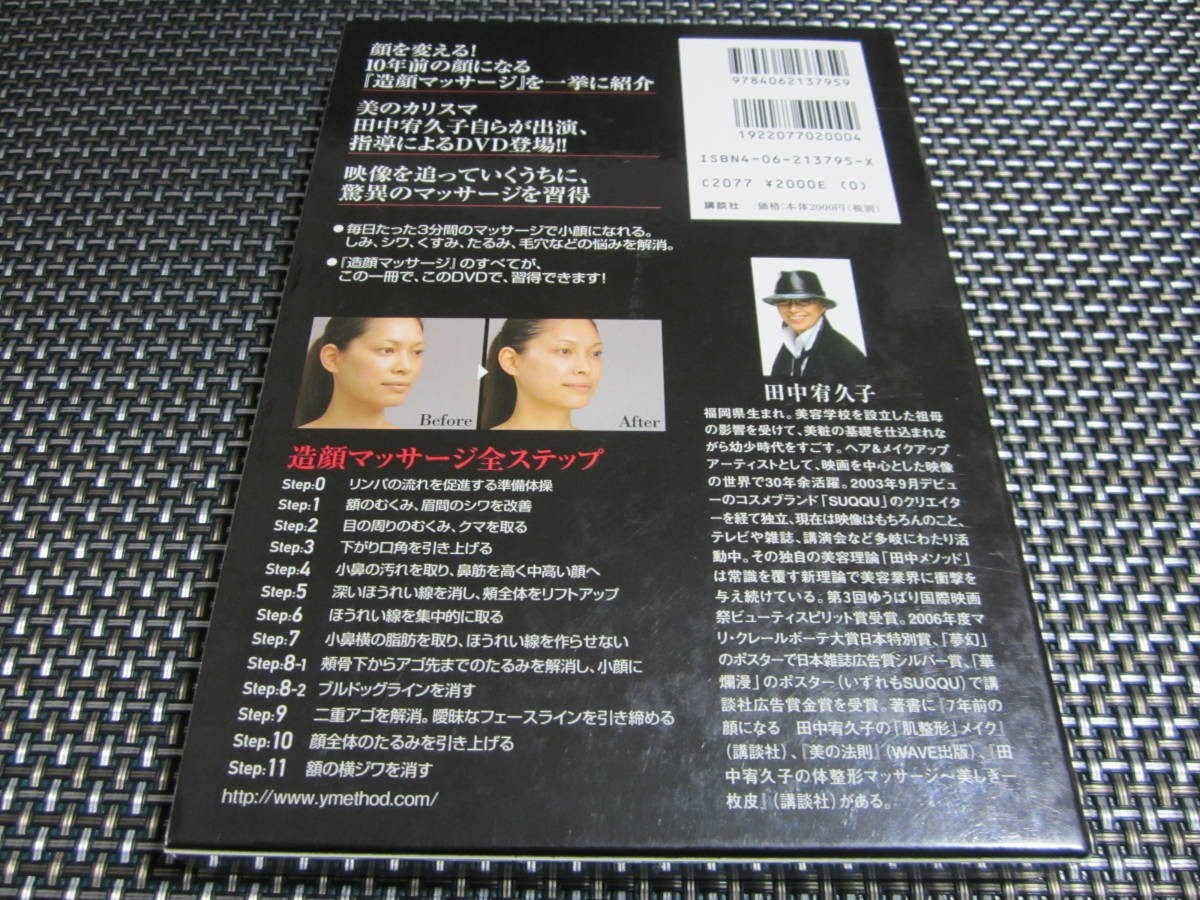 顔を変える!
10年前の顔になる
『造顔マッサージ』を一挙に紹介
美のカリスマ
田中宥久子自らが出演、
指導によるDVD登場!!
映像を追っていくうちに、
驚異のマッサージを習得
●毎日たった3分間のマッサージで小顔になれる。
しみ、シワ、くすみ、たるみ、毛穴などの悩みを解消。
●『造顔マッサージ』のすべてが、
この一冊で、このDVDで、習得できます!
Before
After
造顔マッサージ全ステップ
Step:0 リンパの流れを促進する準備体操
Step:1 額のむくみ、眉間のシワを改善
Step:2 目の周りのむくみ、クマを取る
Step:3 下がり口角を引き上げる
Step:4 小鼻の汚れを取り、鼻筋を高く中高い顔へ
Step:5 深いほうれい線を消し、頬全体をリフトアップ
Step:6 ほうれい線を集中的に取る
Step:7 小鼻横の脂肪を取り、ほうれい線を作らせない
Step:8-1 頬骨下からアゴ先までのたるみを解消し、小顔に
Step:8-2 ブルドッグラインを消す
Step:9 二重アゴを解消。曖昧なフェースラインを引き締める
Step:10 顔全体のたるみを引き上げる
Step:11 額の横ジワを消す
http://www.ymethod.com/
9784062137959
1922077020004
ISBN4-06-213795-X
C2077 ¥2000E (0)
講談社 価格:本体2000円(税別)
田中宥久子
福岡県生まれ。美容学校を設立した祖母
の影響を受けて、美粧の基礎を仕込まれな
がら幼少時代をすごす。ヘア&メイクアップ
アーティストとして、映画を中心とした映像
の世界で30年余活躍。2003年9月デビュ
ーのコスメブランド「SUQQU」のクリエイタ
ーを経て独立、現在は映像はもちろんのこと、
テレビや雑誌、講演会など多岐にわたり活
動中。その独自の美容理論「田中メソッド」
は常識を覆す新理論で美容業界に衝撃を
与え続けている。第3回ゆうばり国際映画
祭ビューティスピリット賞受賞。2006年度マ
リ・クレールボーテ大賞日本特別賞、「夢幻」
のポスターで日本雑誌広告賞シルバー賞、「華
爛漫」のポスター(いずれもSUQQU)で講
談社広告賞金賞を受賞。著書に『7年前の
顔になる 田中宥久子の「肌整形」メイク』
(講談社)、『美の法則』(WAVE出版)、『田
中宥久子の体整形マッサージ〜美しき一
枚皮』(講談社)がある。